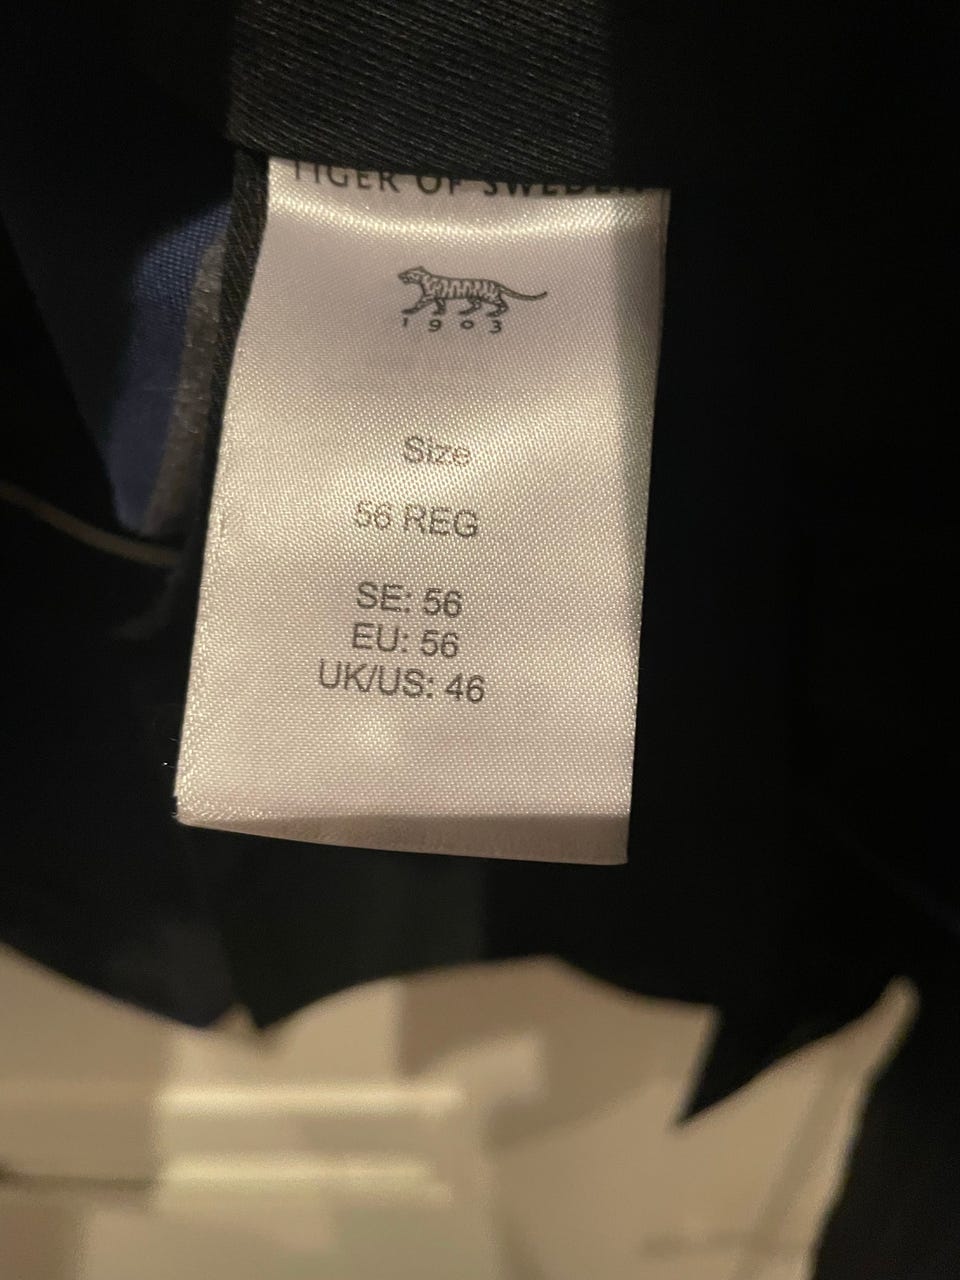 TIGER OF SWEDEN
1903
Size
56 REG
SE: 56
EU: 56
UK/US: 46